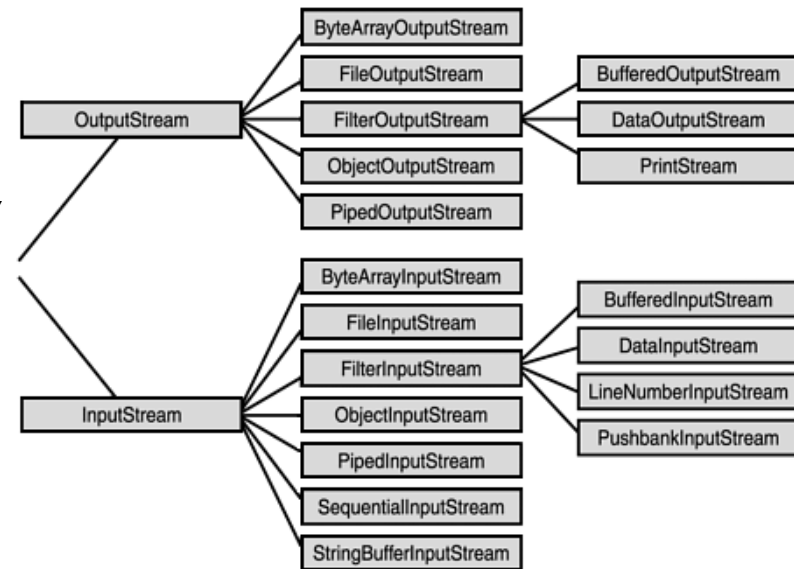 ByteArrayOutputStream
FileOutputStream
BufferedOutputStream
OutputStream
FilterOutputStream
DataOutputStream
ObjectOutputStream
PrintStream
PipedOutputStream
ByteArrayInputStream
BufferedInputStream
FileInputStream
DataInputStream
FilterInputStream
LineNumberInputStream
InputStream
ObjectInputStream
PushbankInputStream
PipedInputStream
SequentialInputStream
StringBufferInputStream